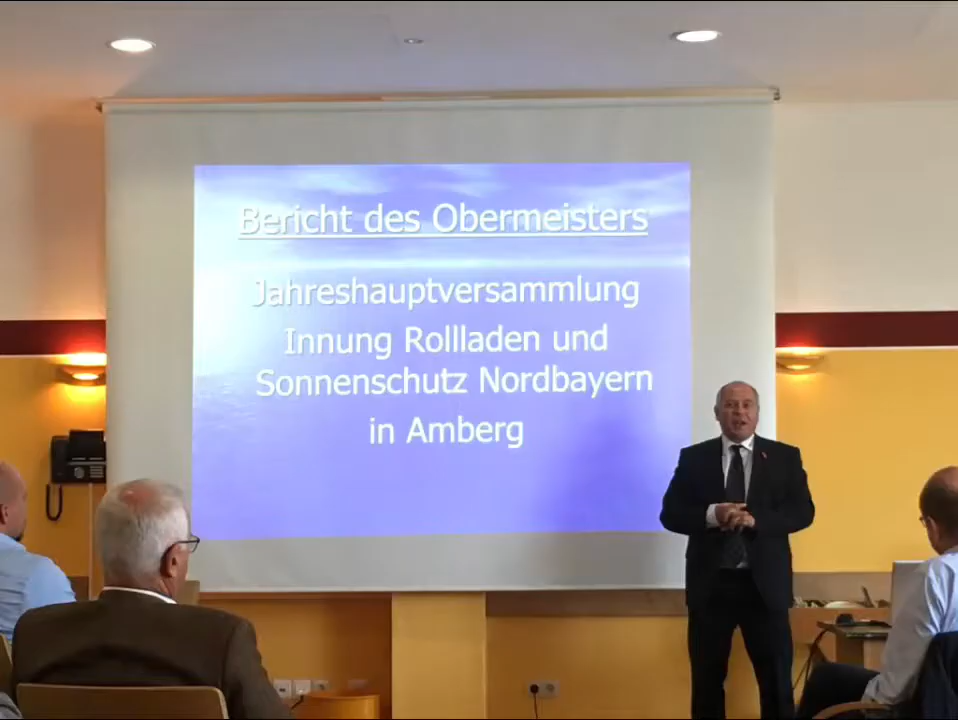 Bericht des Obermeisters
Jahreshauptversammlung
Innung Rollladen und
Sonnenschutz Nordbayern
in Amberg